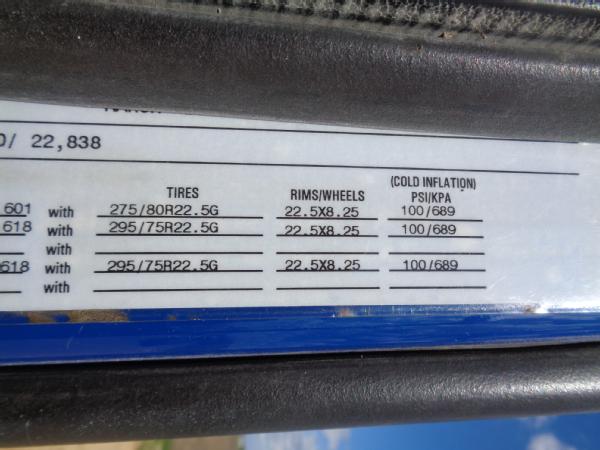 0/ 22,838
TIRES RIMS/WHEELS (COLD INFLATION) PSI/KPA
601 with 275/80R22.5G 22.5X8.25 100/689
618 with 295/75R22.5G 22.5X8.25 100/689
with
618 with 295/75R22.5G 22.5X8.25 100/689
with